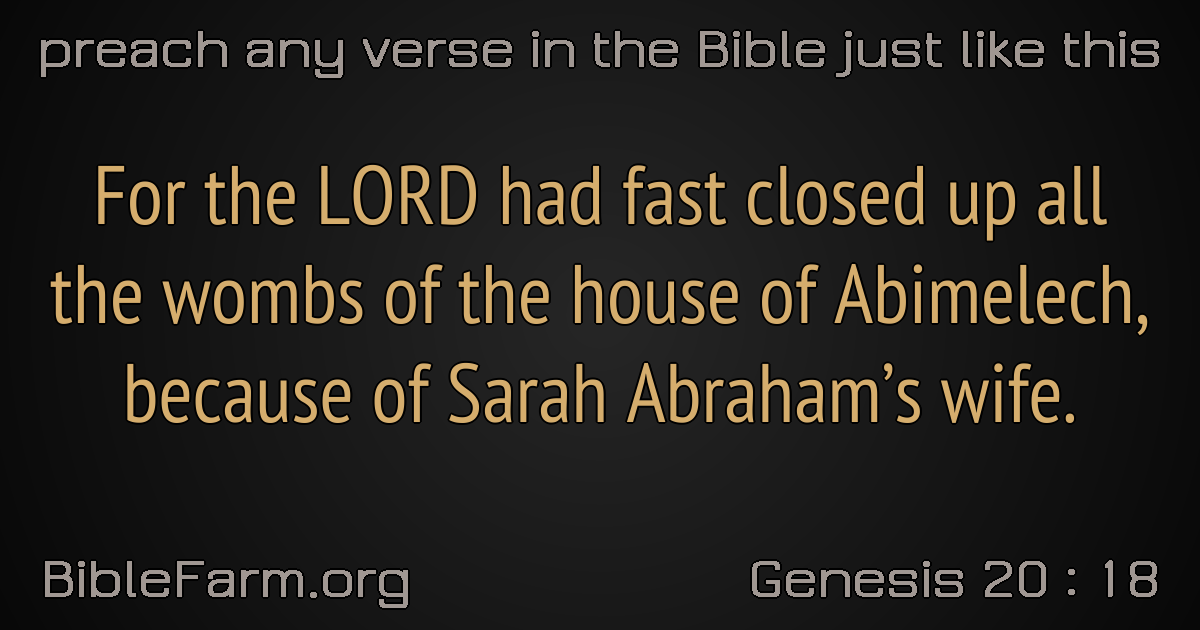 preach any verse in the Bible just like this
For the LORD had fast closed up all
the wombs of the house of Abimelech,
because of Sarah Abraham’s wife.
BibleFarm.org
Genesis 20 : 18